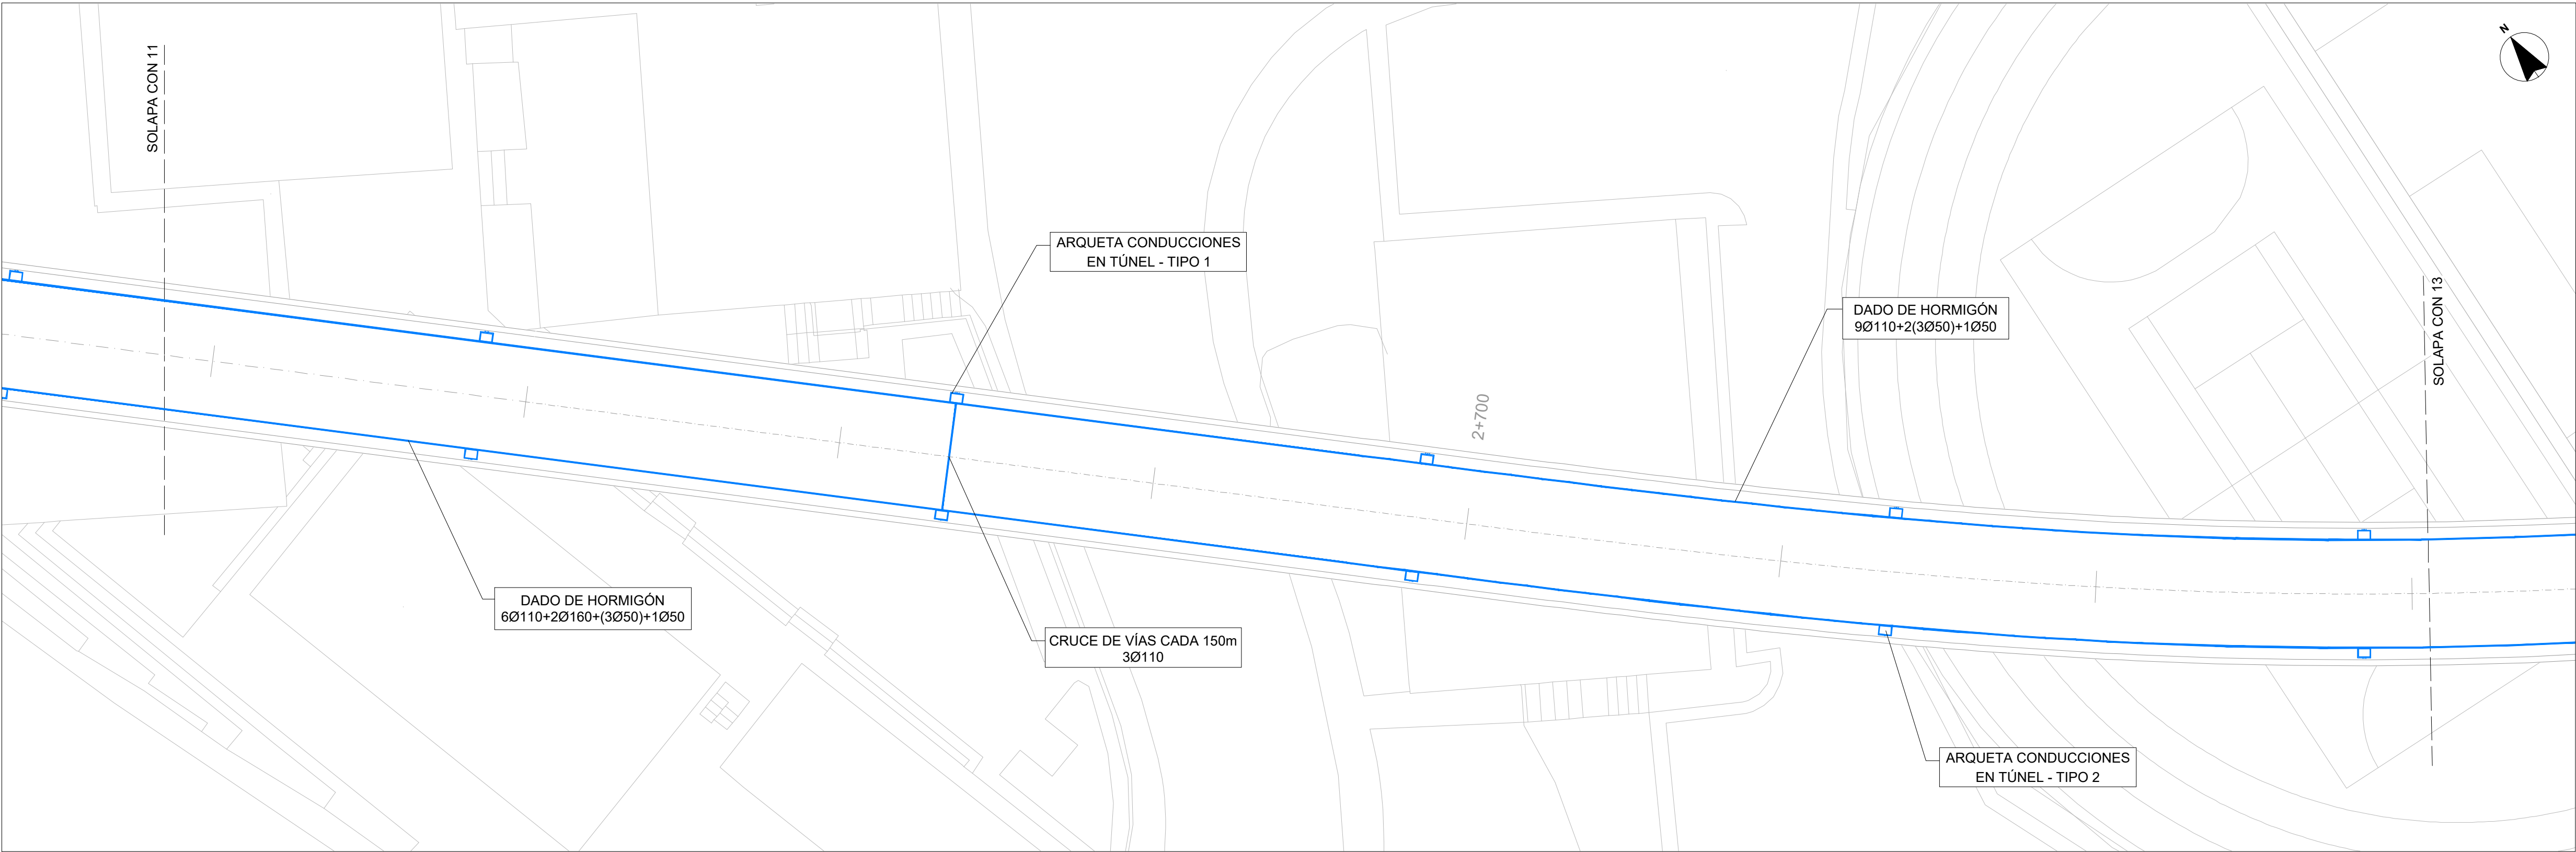 SOLAPA CON 11
N
ARQUETA CONDUCCIONES
EN TÚNEL - TIPO 1
DADO DE HORMIGÓN
9Ø110+2(3Ø50)+1Ø50
SOLAPA CON 13
2+700
DADO DE HORMIGÓN
6Ø110+2Ø160+(3Ø50)+1Ø50
CRUCE DE VÍAS CADA 150m
3Ø110
ARQUETA CONDUCCIONES
EN TÚNEL - TIPO 2